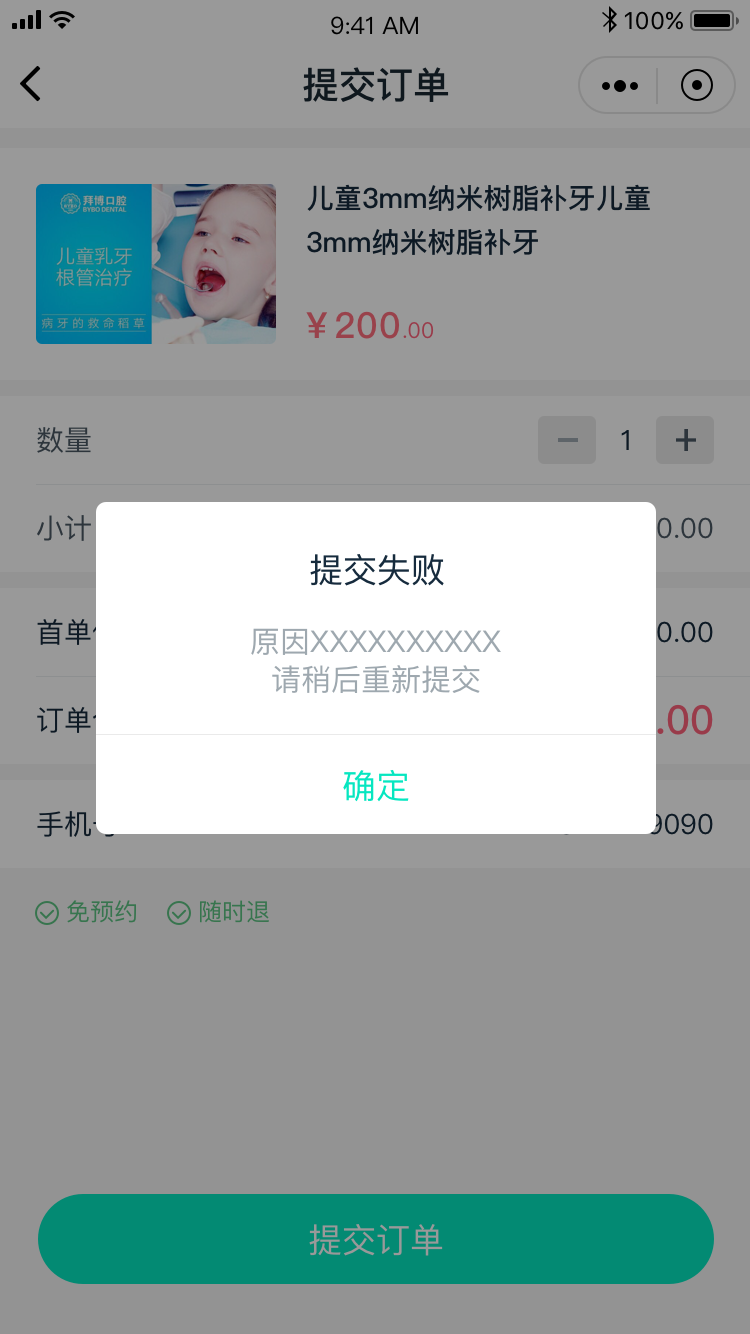 9:41 AM
100%
提交订单
拜博口腔
BYBO DENTAL
儿童乳牙
根管治疗
病牙的救命稻草
儿童3mm纳米树脂补牙儿童
3mm纳米树脂补牙
¥200.00
数量
1
小计
0.00
首单
0.00
订单
.00
手机
9090
提交失败
原因XXXXXXXXXX
请稍后重新提交
确定
免预约
随时退
提交订单